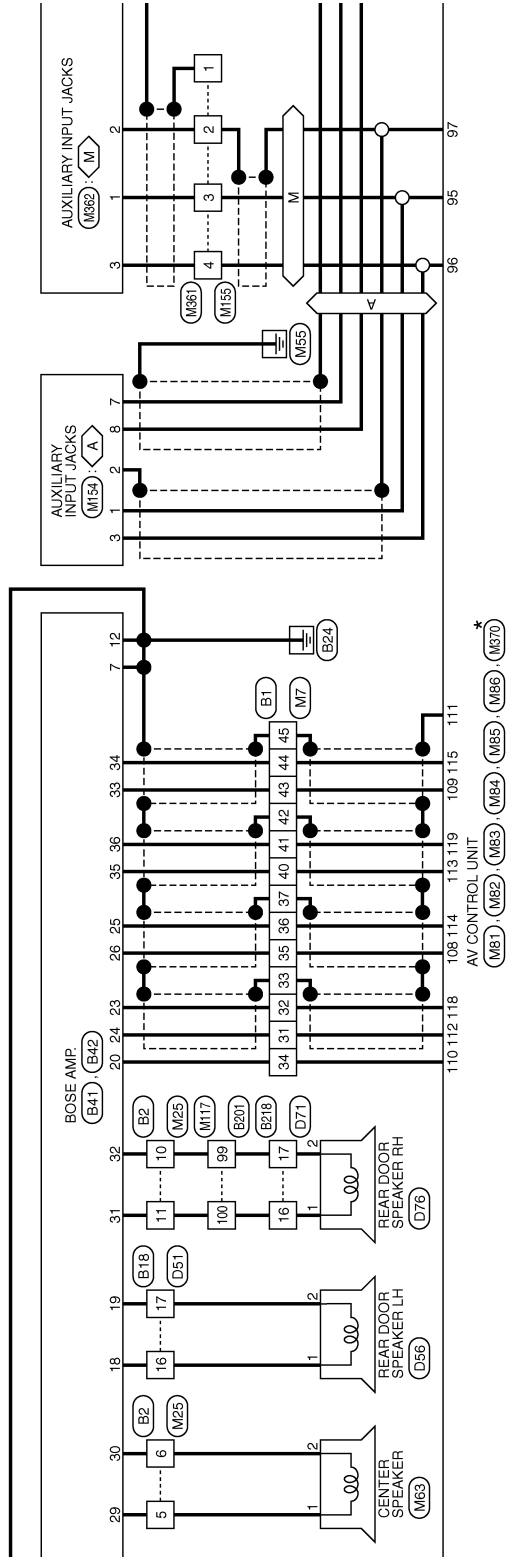 AUXILIARY INPUT JACKS
M362 : M
3 1 2
4 3 2 1
M361
M155
M
96 95 97
A
AUXILIARY
INPUT JACKS
M154 : A
3 1 2 8 7
M55
BOSE AMP.
B41 , B42
29 30 18 19 31 32 20 24 23 26 25 35 36 33 34 7 12
B24
B1
M7
34 31 32 33 35 36 37 40 41 42 43 44 45
110 112 118 108 114 113 119 109 115 111
AV CONTROL UNIT
M81 , M82 , M83 , M84 , M85 , M86 , M370 *
B2
M25
M117
B201
B218
D71
11 10
100 99
16 17
1 2
REAR DOOR
SPEAKER RH
D76
B18
D51
16 17
1 2
REAR DOOR
SPEAKER LH
D56
B2
M25
5 6
1 2
CENTER
SPEAKER
M63